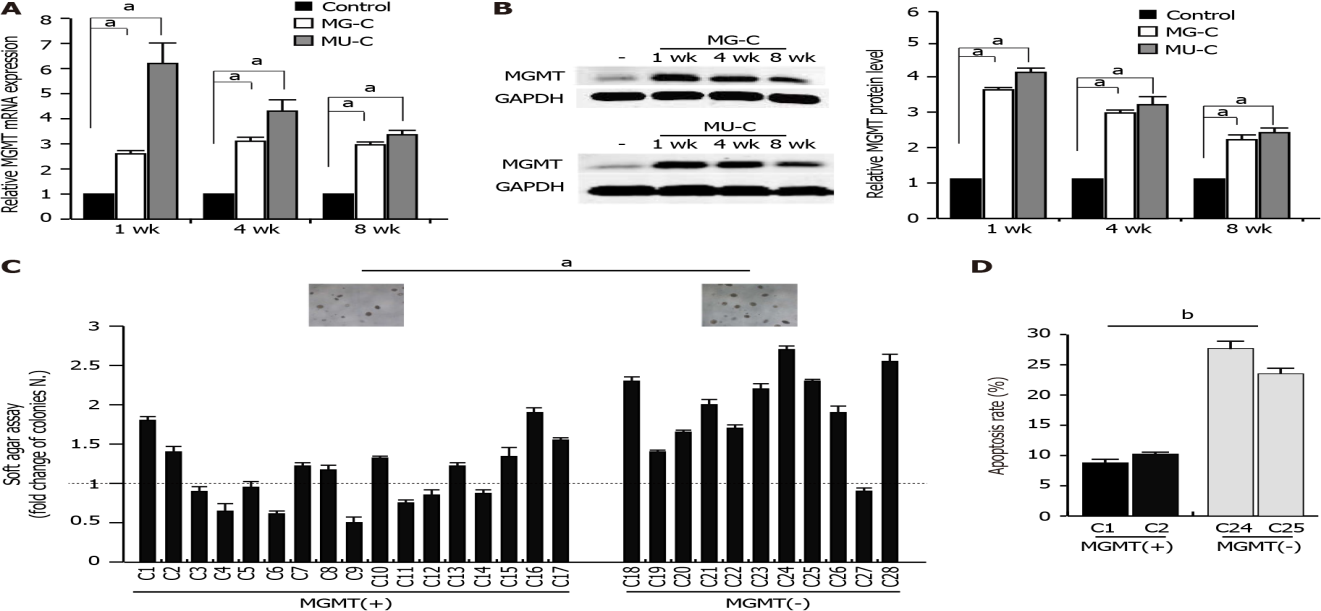 A
Relative MGMT mRNA expression
8
7
6
5
4
3
2
1
0
a
a
a
a
a
a
Control
MG-C
MU-C
1 wk 4 wk 8 wk
B
MG-C
- 1 wk 4 wk 8 wk
MGMT
GAPDH
MU-C
- 1 wk 4 wk 8 wk
MGMT
GAPDH
Relative MGMT protein level
6
5
4
3
2
1
0
a
a
a
a
a
a
Control
MG-C
MU-C
1 wk 4 wk 8 wk
C
a
Soft agar assay
(fold change of colonies N.)
3
2.5
2
1.5
1
0.5
0
C1 C2 C3 C4 C5 C6 C7 C8 C9 C10 C11 C12 C13 C14 C15 C16 C17 C18 C19 C20 C21 C22 C23 C24 C25 C26 C27 C28
MGMT(+) MGMT(-)
D
b
Apoptosis rate (%)
30
25
20
15
10
5
0
C1 C2 C24 C25
MGMT(+) MGMT(-)